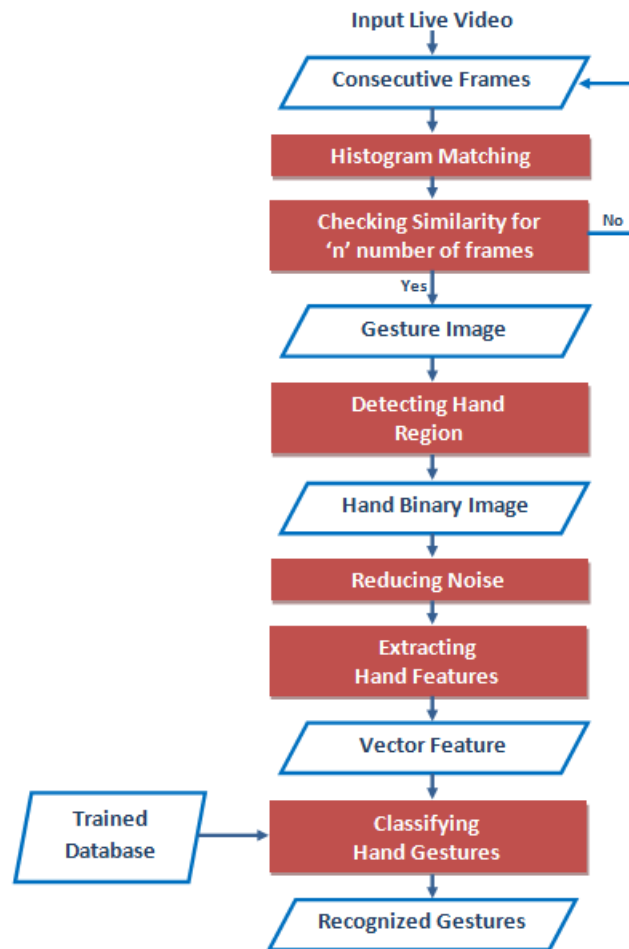 Input Live Video
Consecutive Frames
Histogram Matching
Checking Similarity for
‘n’ number of frames
No
Yes
Gesture Image
Detecting Hand
Region
Hand Binary Image
Reducing Noise
Extracting
Hand Features
Vector Feature
Trained
Database
Classifying
Hand Gestures
Recognized Gestures